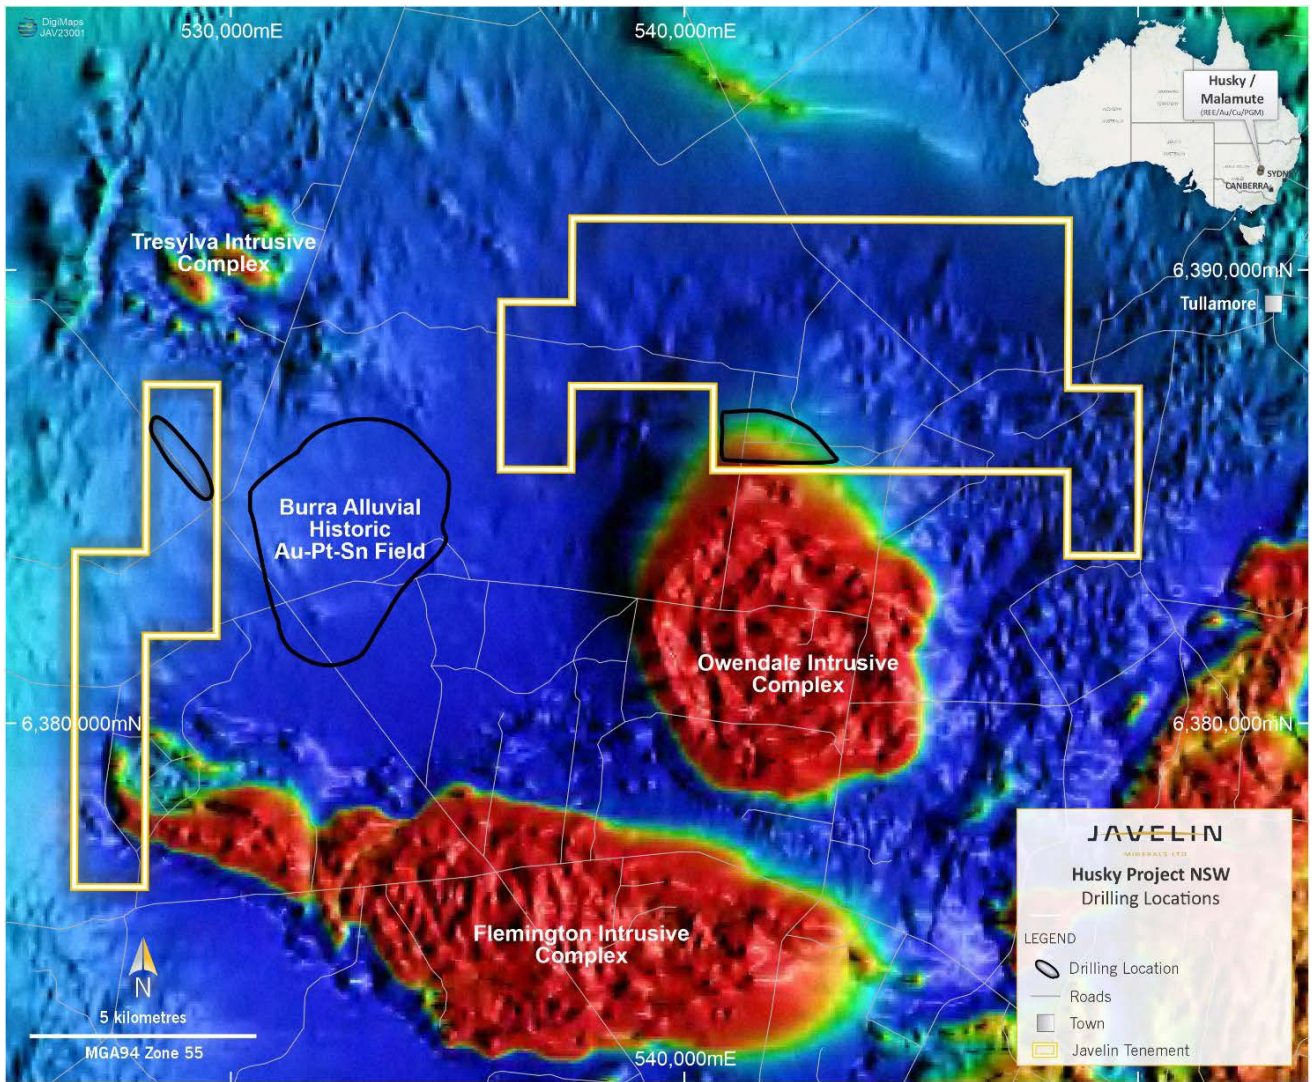 DigiMaps
JAV23001
530,000mE
540,000mE
Husky /
Malamute
(REE/Au/Cu/PGM)
SYDNEY
CANBERRA
Tresylva Intrusive
Complex
6,390,000mN
Tullamore
Burra Alluvial
Historic
Au-Pt-Sn Field
Owendale Intrusive
Complex
6,380,000mN
6,380,000mN
Flemington Intrusive
Complex
JAVELIN
MINERALS LTD
Husky Project NSW
Drilling Locations
LEGEND
Drilling Location
Roads
Town
Javelin Tenement
N
5 kilometres
MGA94 Zone 55
540,000mE